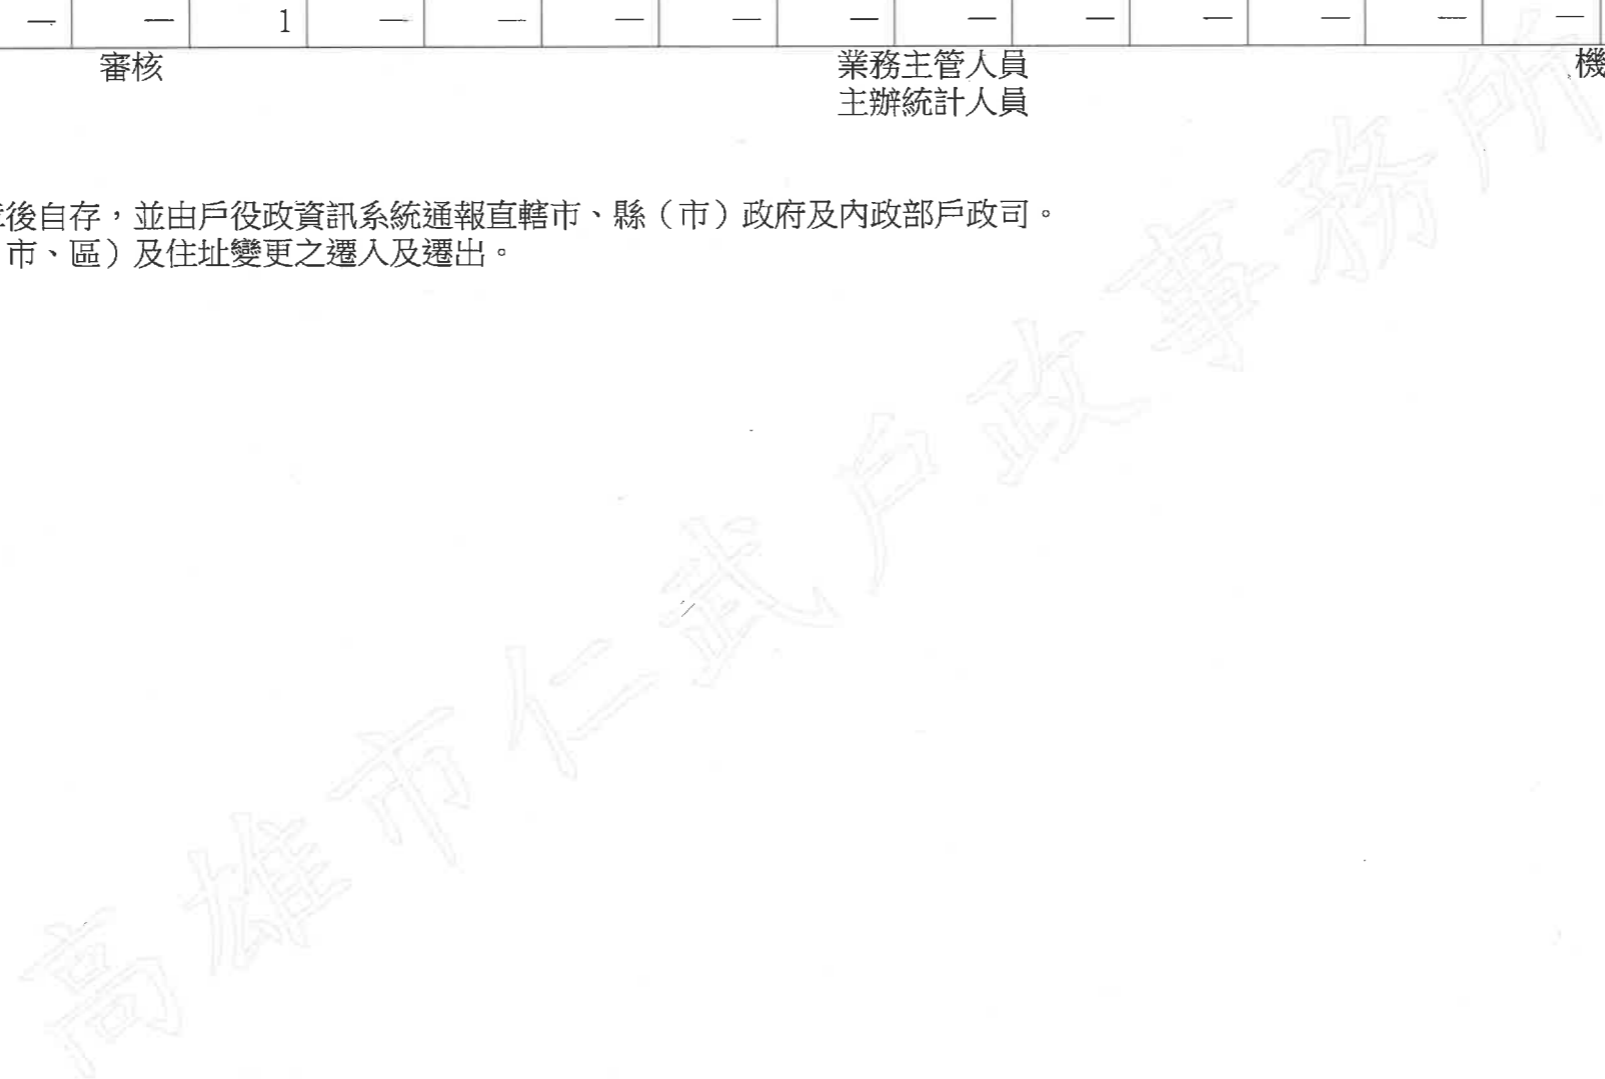 — — 1 — — — — — — — — — — —
審核 業務主管人員 機
主辦統計人員
後自存，並由戶役政資訊系統通報直轄市、縣（市）政府及內政部戶政司。
市、區）及住址變更之遷入及遷出。
高雄市仁武戶政事務所